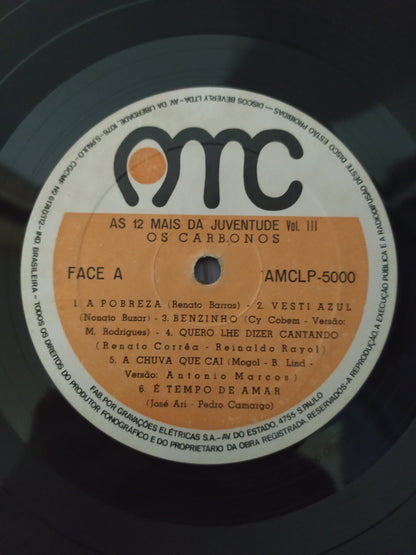 AMC
AS 12 MAIS DA JUVENTUDE Vol. III
OS CARBONOS
FACE A
AMCLP-5000
1. A POBREZA (Renato Barros) - 2. VESTI AZUL
(Nonato Buzar) - 3. BENZINHO (Cy Cobem - Versão:
M. Rodrigues) - 4. QUERO LHE DIZER CANTANDO
(Renato Corrêa - Reinaldo Rayol)
5. A CHUVA QUE CAI (Mogol - B. Lind -
Versão: Antonio Marcos)
6. É TEMPO DE AMAR
(José Ari - Pedro Camargo)
FAB. POR GRAVAÇÕES ELÉTRICAS S.A. - AV. DO ESTADO, 4755 S. PAULO
DISCOS BEVERLY LTDA. - AV. DA LIBERDADE, 1076 - S. PAULO - CGCMF. NO - IND. BRASILEIRA - TODOS OS DIREITOS DO PRODUTOR FONOGRÁFICO E DO PROPRIETÁRIO DA OBRA REGISTRADA, RESERVADOS - A REPRODUÇÃO, A EXECUÇÃO PÚBLICA E A RADIODIFUSÃO DESTE DISCO ESTÃO PROIBIDAS